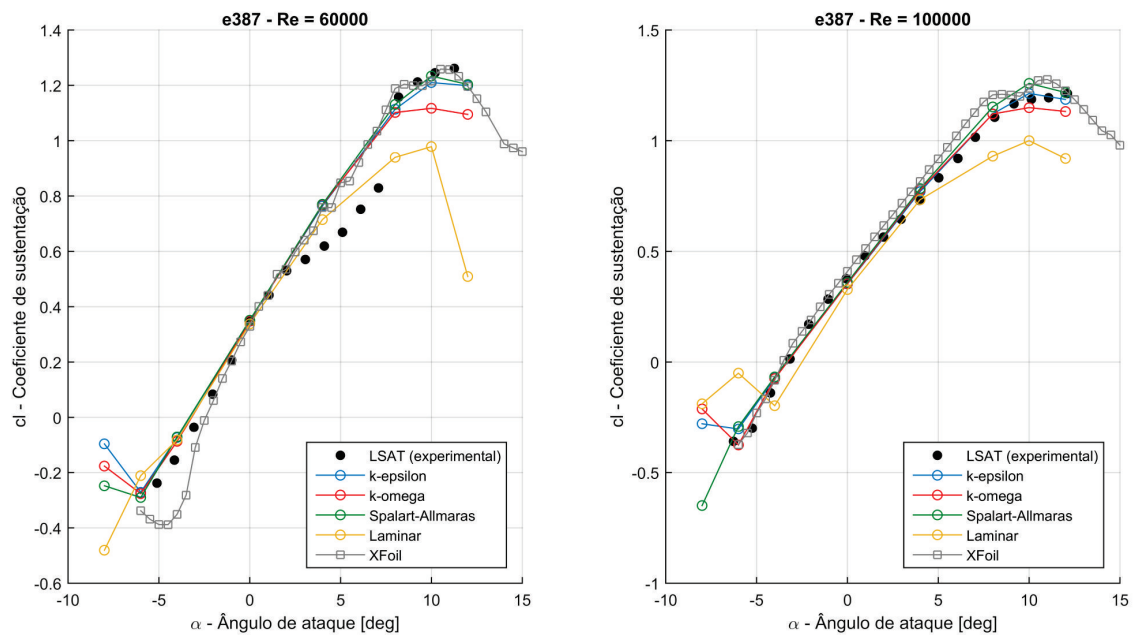 e387 - Re = 60000
1.4
1.2
1
0.8
0.6
0.4
0.2
0
-0.2
-0.4
-0.6
cl - Coeficiente de sustentação
-10 -5 0 5 10 15
α - Ângulo de ataque [deg]
LSAT (experimental)
k-epsilon
k-omega
Spalart-Allmaras
Laminar
XFoil
e387 - Re = 100000
1.5
1
0.5
0
-0.5
-1
cl - Coeficiente de sustentação
-10 -5 0 5 10 15
α - Ângulo de ataque [deg]
LSAT (experimental)
k-epsilon
k-omega
Spalart-Allmaras
Laminar
XFoil